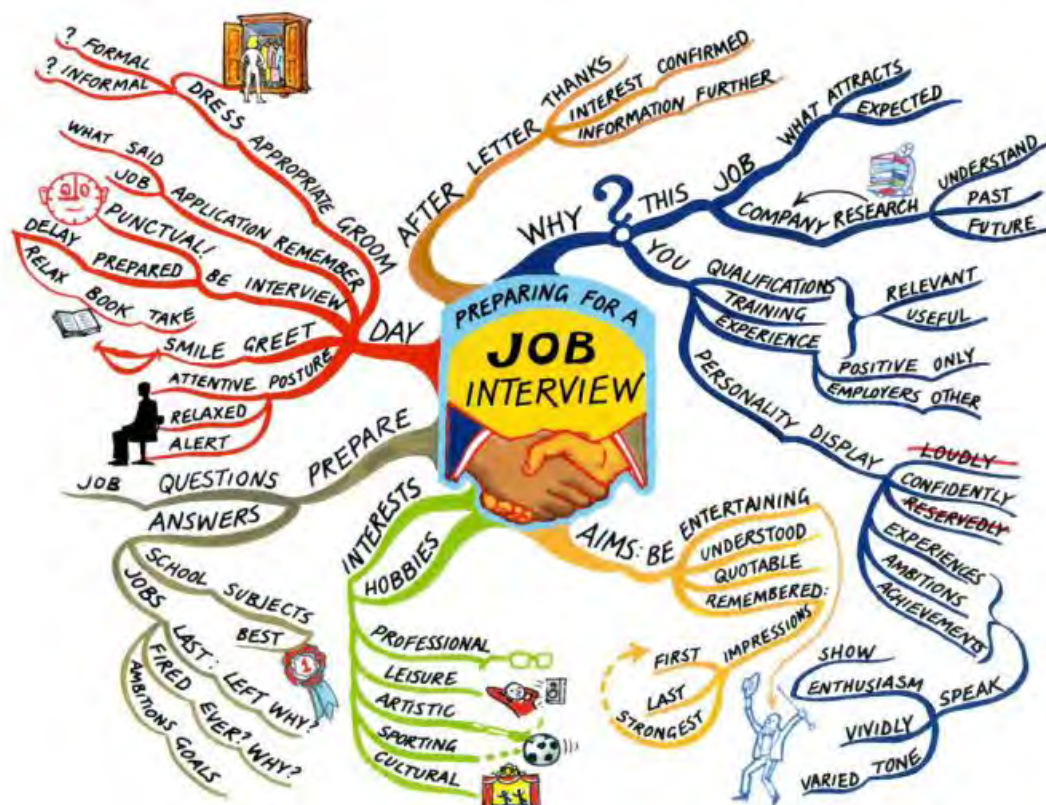 PREPARING FOR A
JOB
INTERVIEW
WHY
?
THIS
JOB
WHAT ATTRACTS
EXPECTED
COMPANY RESEARCH
UNDERSTAND
PAST
FUTURE
YOU
QUALIFICATIONS
TRAINING
EXPERIENCE
RELEVANT
USEFUL
POSITIVE ONLY
EMPLOYERS OTHER
PERSONALITY DISPLAY
LOUDLY
CONFIDENTLY
RESERVEDLY
EXPERIENCES
AMBITIONS
ACHIEVEMENTS
SPEAK
SHOW
ENTHUSIASM
VIVIDLY
VARIED TONE
AIMS: BE
ENTERTAINING
UNDERSTOOD
QUOTABLE
REMEMBERED:
IMPRESSIONS
FIRST
LAST
STRONGEST
INTERESTS
HOBBIES
PROFESSIONAL
LEISURE
ARTISTIC
SPORTING
CULTURAL
PREPARE
QUESTIONS
JOB
ANSWERS
SCHOOL SUBJECTS
BEST
1
JOBS
LAST: LEFT WHY?
FIRED EVER? WHY?
AMBITIONS GOALS
DAY
DRESS APPROPRIATE GROOM
? FORMAL
? INFORMAL
APPLICATION REMEMBER
WHAT SAID
JOB
BE INTERVIEW
PUNCTUAL!
PREPARED
DELAY
RELAX
BOOK TAKE
SMILE GREET
ATTENTIVE POSTURE
RELAXED
ALERT
AFTER
LETTER
THANKS
INTEREST CONFIRMED
INFORMATION FURTHER